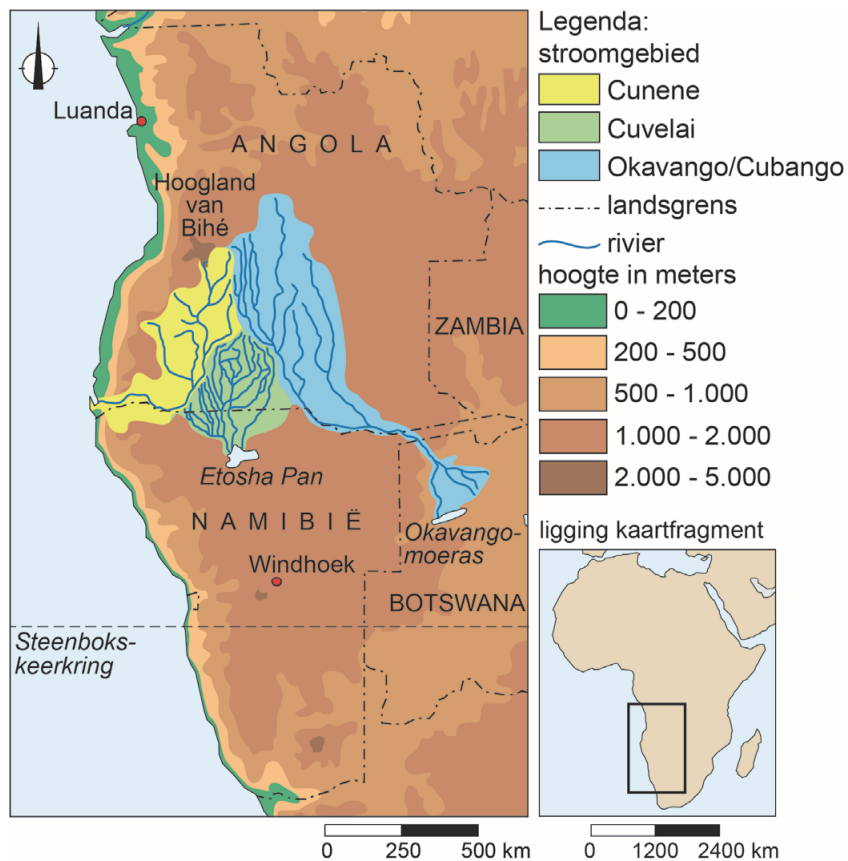 Luanda
ANGOLA
Hoogland
van
Bihé
ZAMBIA
Etosha Pan
NAMIBIË
Okavango-
moeras
Windhoek
BOTSWANA
Steenboks-
keerkring
0 250 500 km
Legenda:
stroomgebied
Cunene
Cuvelai
Okavango/Cubango
landsgrens
rivier
hoogte in meters
0 - 200
200 - 500
500 - 1.000
1.000 - 2.000
2.000 - 5.000
ligging kaartfragment
0 1200 2400 km